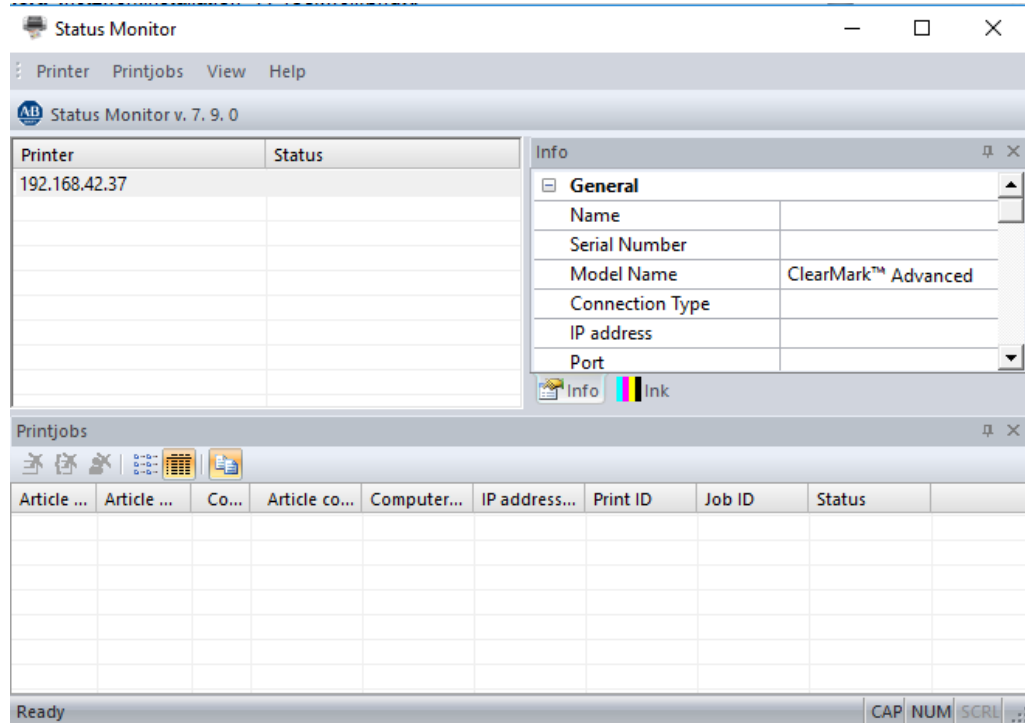 Status Monitor
Printer Printjobs View Help
AB Status Monitor v. 7. 9. 0
Printer Status
192.168.42.37
Info
General
Name
Serial Number
Model Name ClearMark™ Advanced
Connection Type
IP address
Port
Info Ink
Printjobs
Article ... Article ... Co... Article co... Computer... IP address... Print ID Job ID Status
Ready CAP NUM SCRL